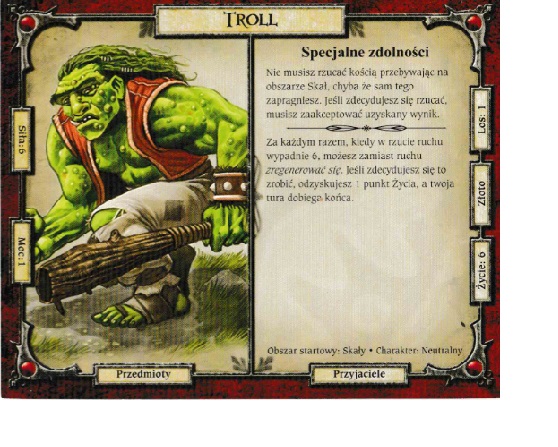 TROLL
Specjalne zdolności
Nie musisz rzucać kością przebywając na
obszarze Skał, chyba że sam tego
zapragniesz. Jeśli zdecydujesz się rzucać,
musisz zaakceptować uzyskany wynik.
Za każdym razem, kiedy w rzucie ruchu
wypadnie 6, możesz zamiast ruchu
zregenerować się. Jeśli zdecydujesz się to
zrobić, odzyskujesz 1 punkt Życia, a twoja
tura dobiega końca.
Obszar startowy: Skały • Charakter: Neutralny
Siła: 6
Moc: 1
Los: 1
Złoto
Życie: 6
Przedmioty
Przyjaciele